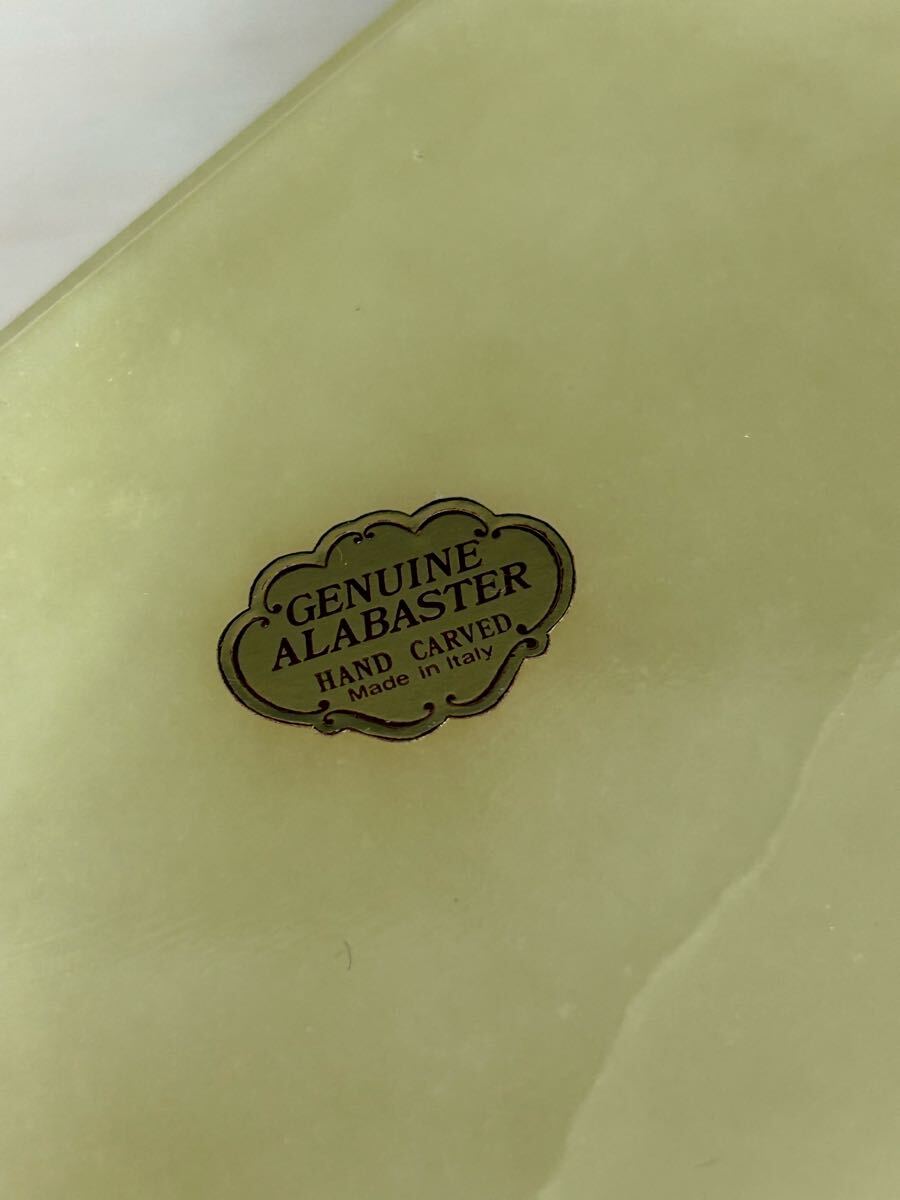 GENUINE
ALABASTER
HAND CARVED
Made in Italy